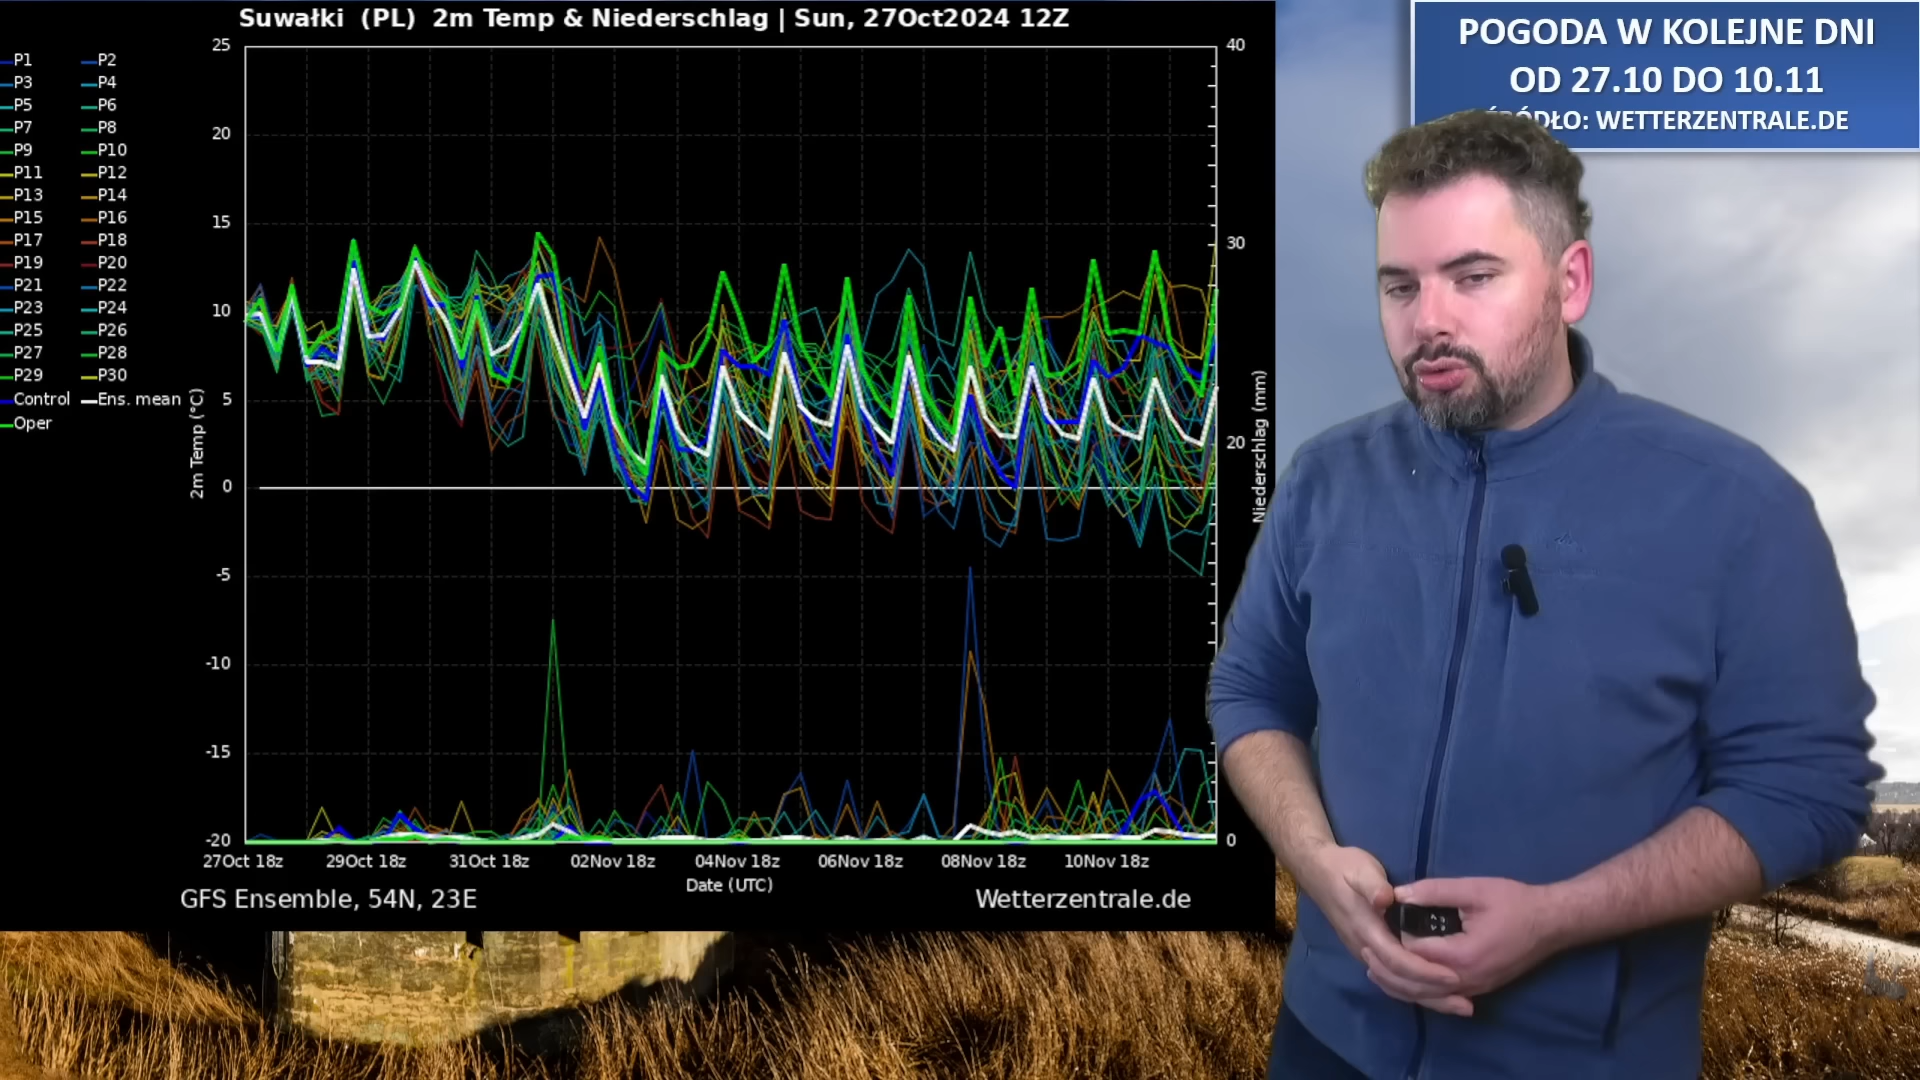 Suwałki (PL) 2m Temp & Niederschlag | Sun, 27Oct2024 12Z
POGODA W KOLEJNE DNI
OD 27.10 DO 10.11
WETTERZENTRALE.DE
P1 P2
P3 P4
P5 P6
P7 P8
P9 P10
P11 P12
P13 P14
P15 P16
P17 P18
P19 P20
P21 P22
P23 P24
P25 P26
P27 P28
P29 P30
Control Ens. mean
Oper
2m Temp (°C)
25
20
15
10
5
0
-5
-10
-15
-20
40
30
20
0
Niederschlag (mm)
27Oct 18z 29Oct 18z 31Oct 18z 02Nov 18z 04Nov 18z 06Nov 18z 08Nov 18z 10Nov 18z
Date (UTC)
GFS Ensemble, 54N, 23E
Wetterzentrale.de